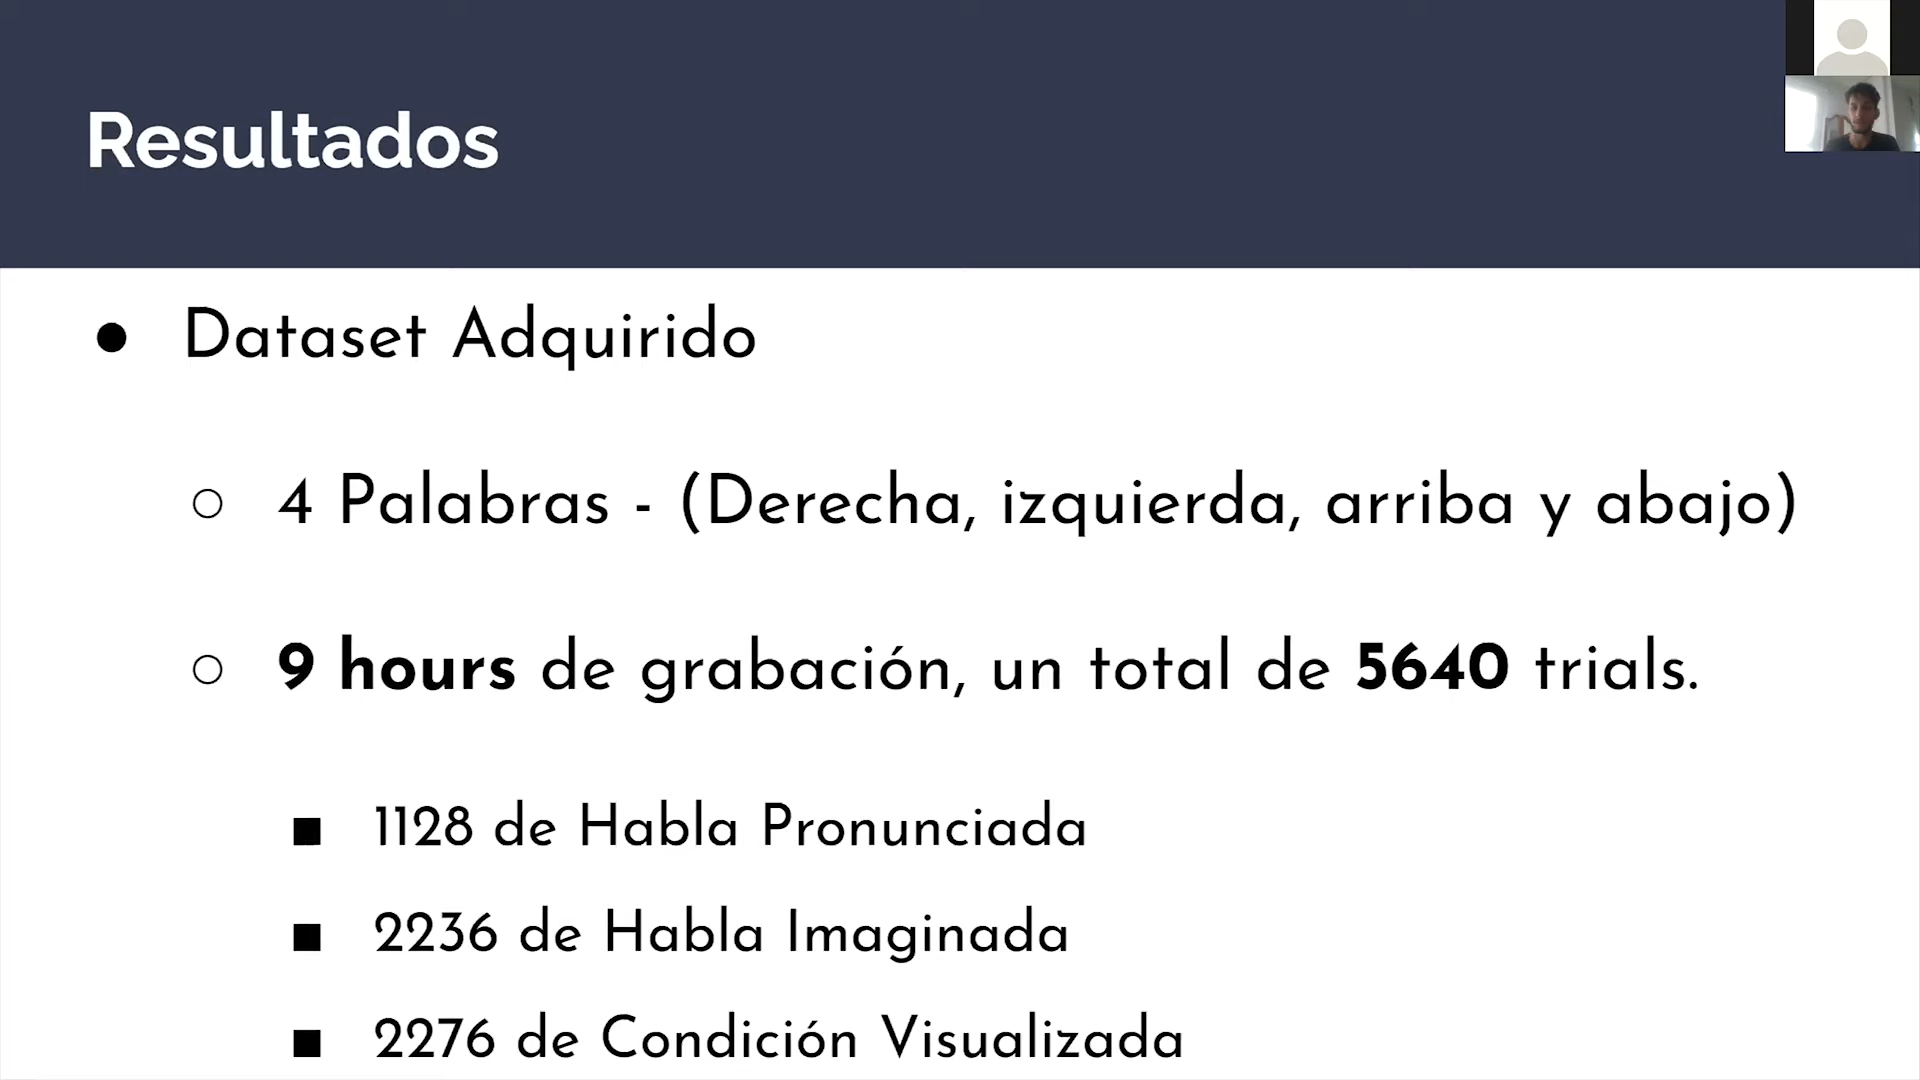 Resultados
● Dataset Adquirido
○ 4 Palabras - (Derecha, izquierda, arriba y abajo)
○ 9 hours de grabación, un total de 5640 trials.
■ 1128 de Habla Pronunciada
■ 2236 de Habla Imaginada
■ 2276 de Condición Visualizada